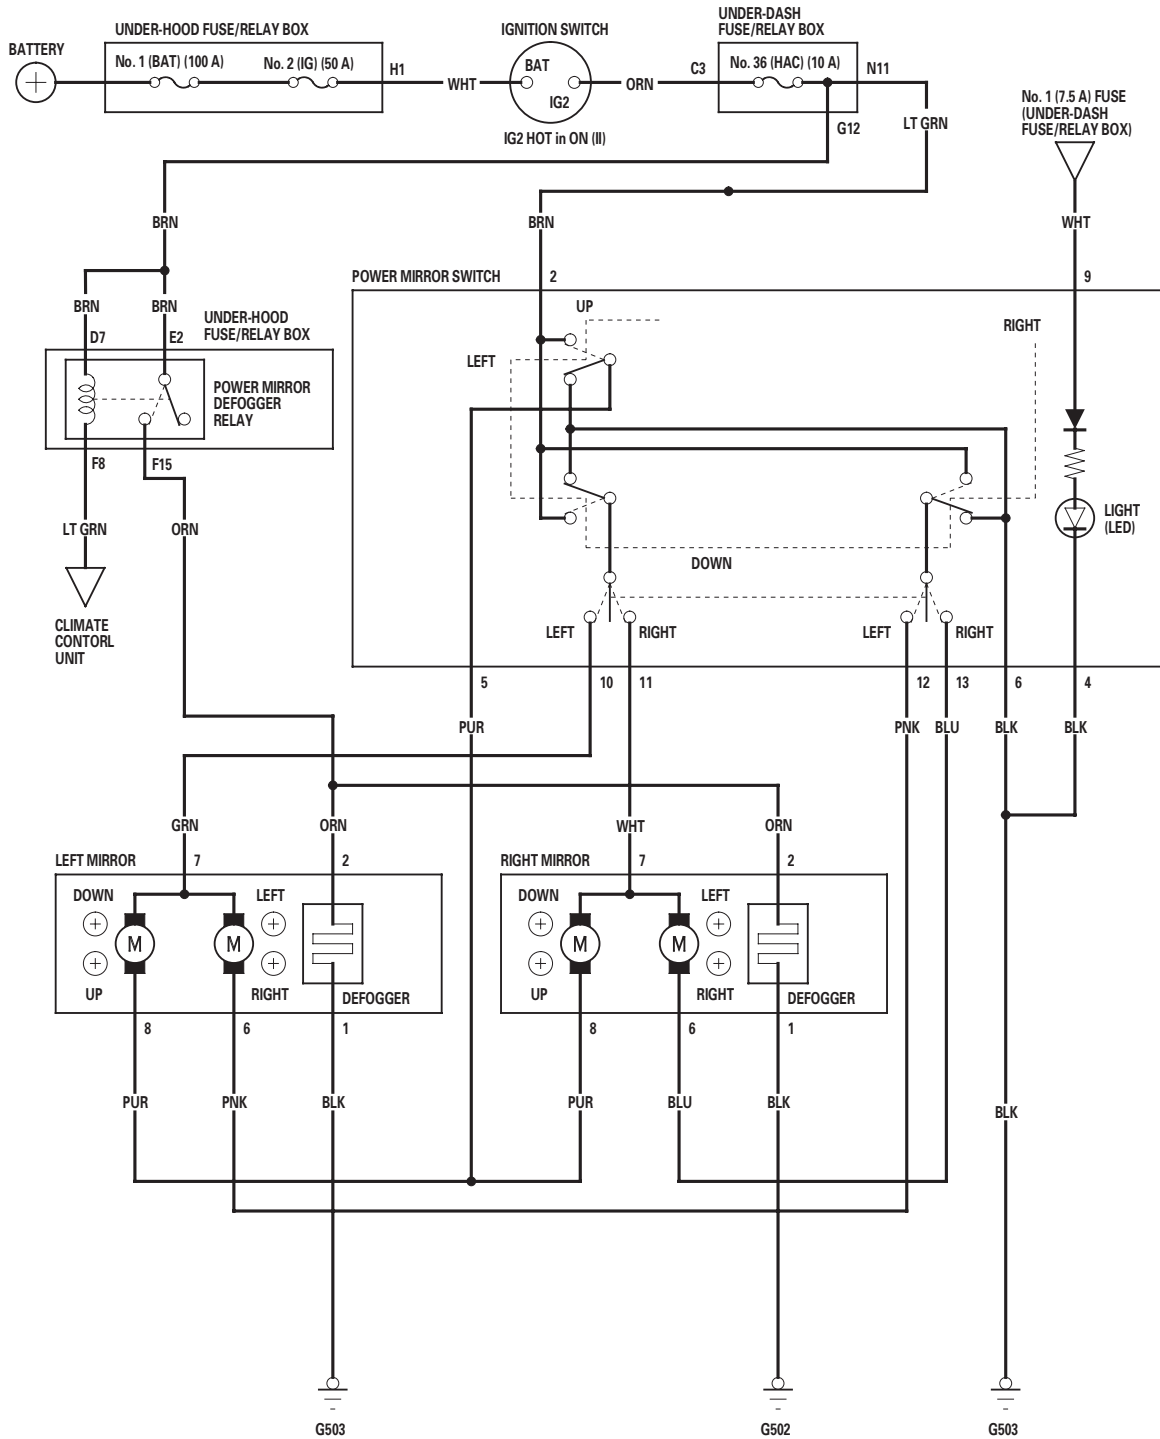 UNDER-DASH
FUSE/RELAY BOX
UNDER-HOOD FUSE/RELAY BOX
IGNITION SWITCH
BATTERY
No. 1 (BAT) (100 A)
No. 2 (IG) (50 A)
H1
WHT
BAT
IG2
ORN
C3
No. 36 (HAC) (10 A)
N11
IG2 HOT in ON (II)
G12
LT GRN
No. 1 (7.5 A) FUSE
(UNDER-DASH
FUSE/RELAY BOX)
BRN
BRN
WHT
POWER MIRROR SWITCH
2
9
BRN
BRN
UP
UNDER-HOOD
FUSE/RELAY BOX
RIGHT
D7
E2
LEFT
POWER MIRROR
DEFOGGER
RELAY
F8
F15
LT GRN
ORN
LIGHT
(LED)
DOWN
CLIMATE
CONTORL
UNIT
LEFT
RIGHT
LEFT
RIGHT
5
10
11
12
13
6
4
PUR
PNK
BLU
BLK
BLK
GRN
ORN
WHT
ORN
LEFT MIRROR
7
2
RIGHT MIRROR
7
2
DOWN
LEFT
DOWN
LEFT
M
M
M
M
UP
RIGHT
DEFOGGER
UP
RIGHT
DEFOGGER
8
6
1
8
6
1
PUR
PNK
BLK
PUR
BLU
BLK
BLK
G503
G502
G503